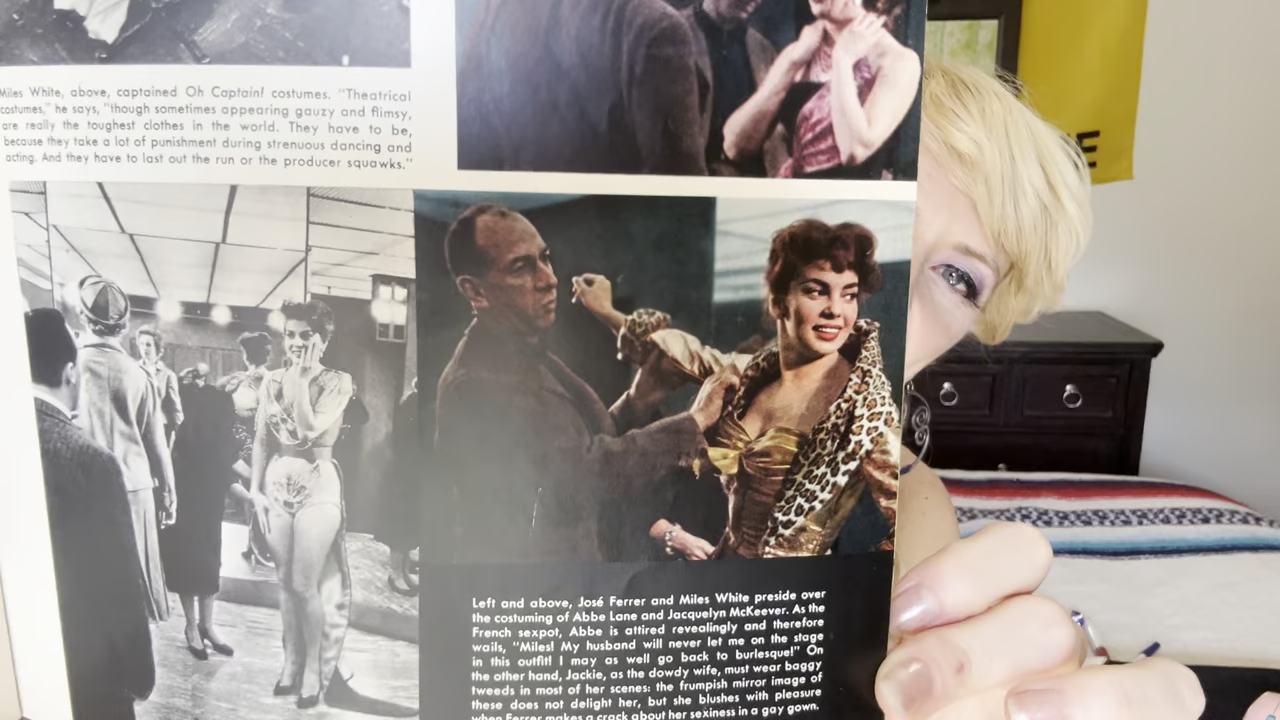 Miles White, above, captained Oh Captain! costumes. "Theatrical
costumes," he says, "though sometimes appearing gauzy and flimsy,
are really the toughest clothes in the world. They have to be,
because they take a lot of punishment during strenuous dancing and
acting. And they have to last out the run or the producer squawks."
E
Left and above, José Ferrer and Miles White preside over
the costuming of Abbe Lane and Jacquelyn McKeever. As the
French sexpot, Abbe is attired revealingly and therefore
wails, "Miles! My husband will never let me on the stage
in this outfit! I may as well go back to burlesque!" On
the other hand, Jackie, as the dowdy wife, must wear baggy
tweeds in most of her scenes: the frumpish mirror image of
these does not delight her, but she blushes with pleasure
when Ferrer makes a crack about her sexiness in a gay gown.